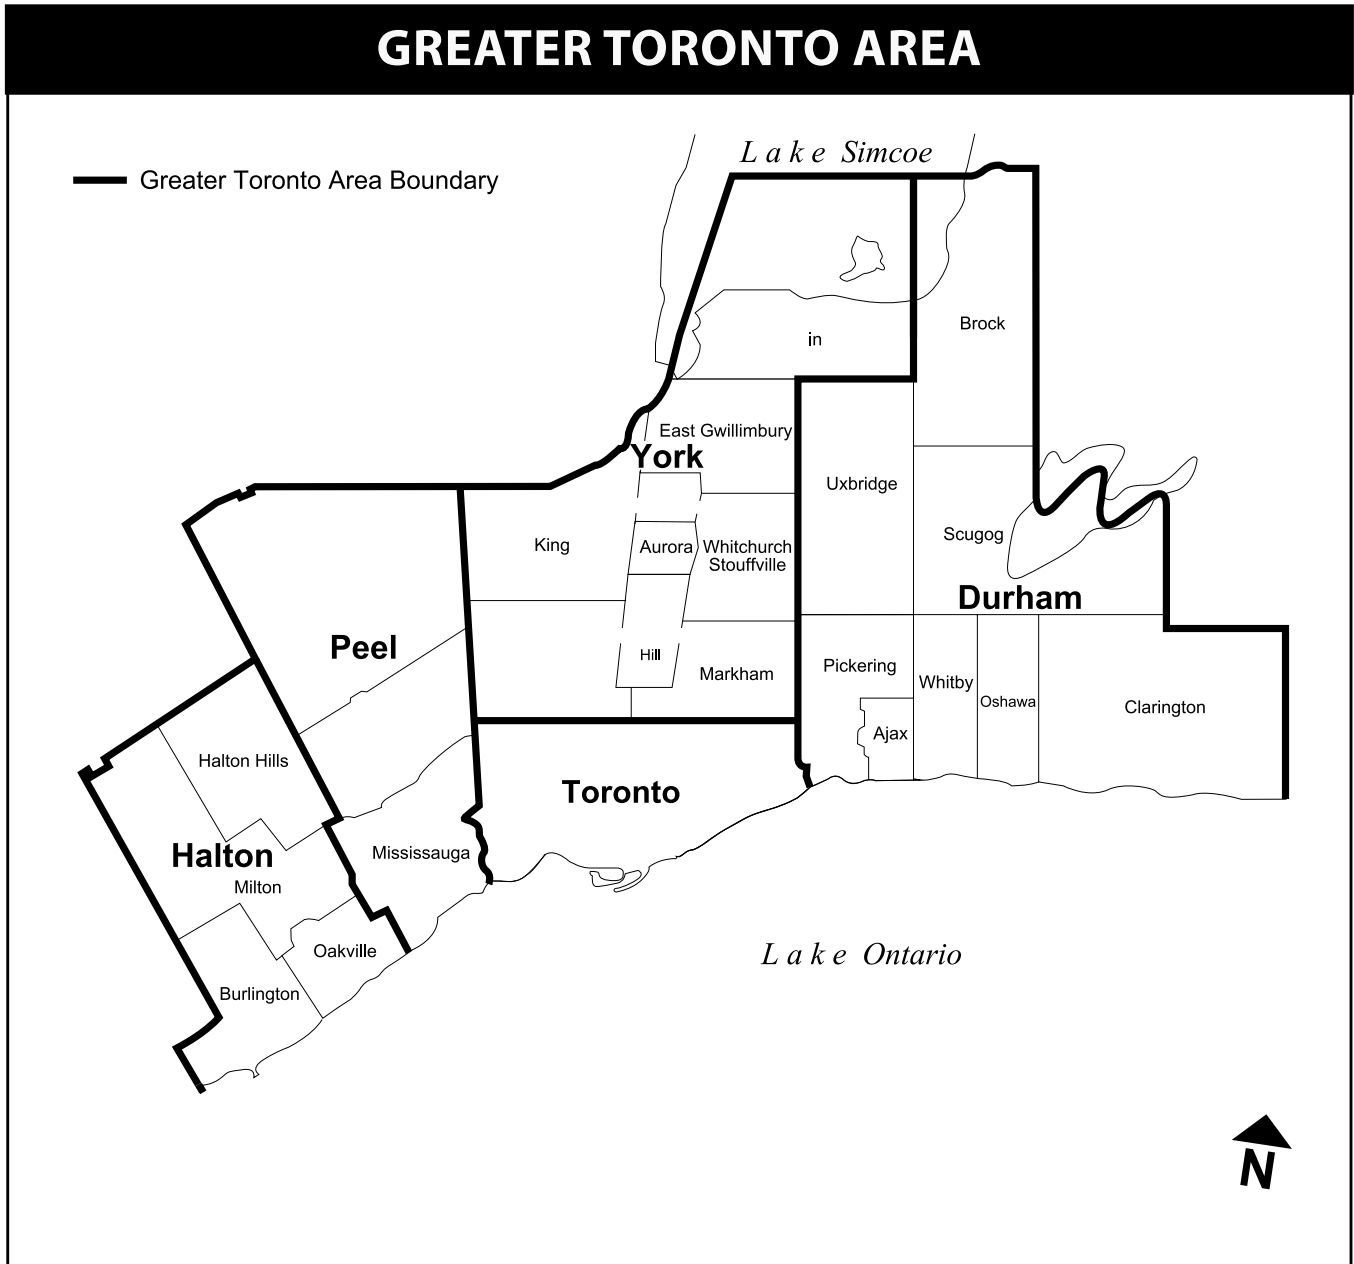 GREATER TORONTO AREA
Lake Simcoe
Greater Toronto Area Boundary
Brock
in
East Gwillimbury
York
Uxbridge
Scugog
King
Aurora
Whitchurch
Stouffville
Durham
Peel
Hill
Markham
Pickering
Whitby
Oshawa
Clarington
Ajax
Halton Hills
Toronto
Halton
Mississauga
Milton
Oakville
Lake Ontario
Burlington
N